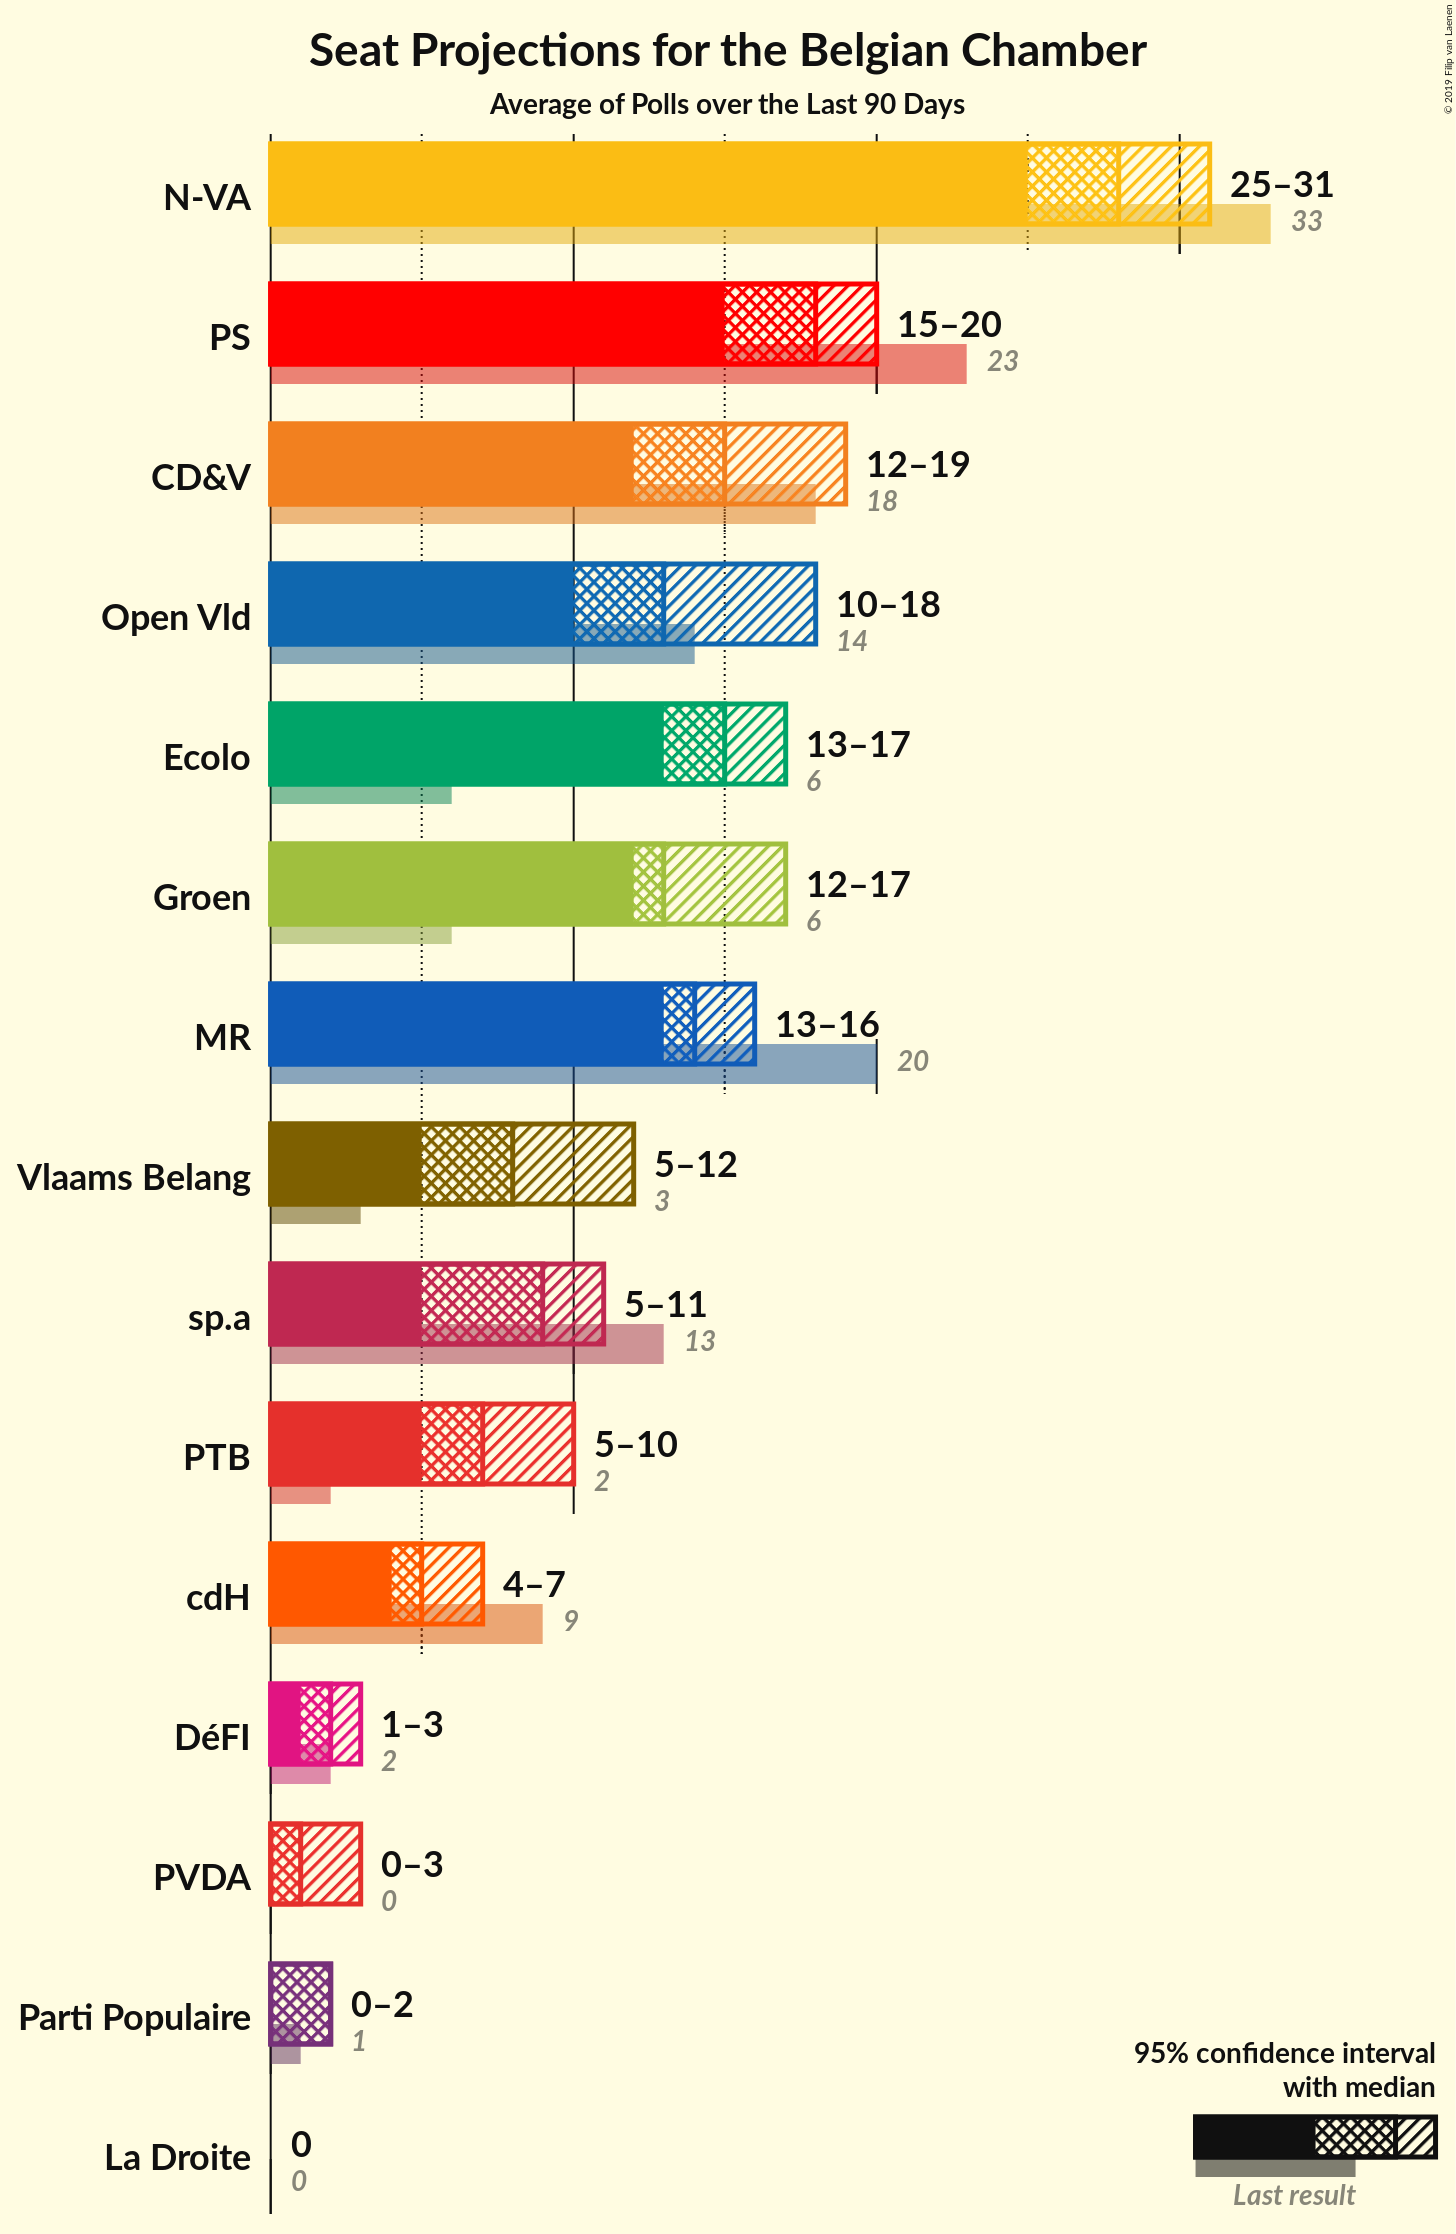 Seat Projections for the Belgian Chamber
Average of Polls over the Last 90 Days
© 2019 Filip van Laenen
N-VA
25–31
33
PS
15–20
23
CD&V
12–19
18
Open Vld
10–18
14
Ecolo
13–17
6
Groen
12–17
6
MR
13–16
20
Vlaams Belang
5–12
3
sp.a
5–11
13
PTB
5–10
2
cdH
4–7
9
DéFI
1–3
2
PVDA
0–3
0
Parti Populaire
0–2
1
La Droite
0
0
95% confidence interval
with median
Last result